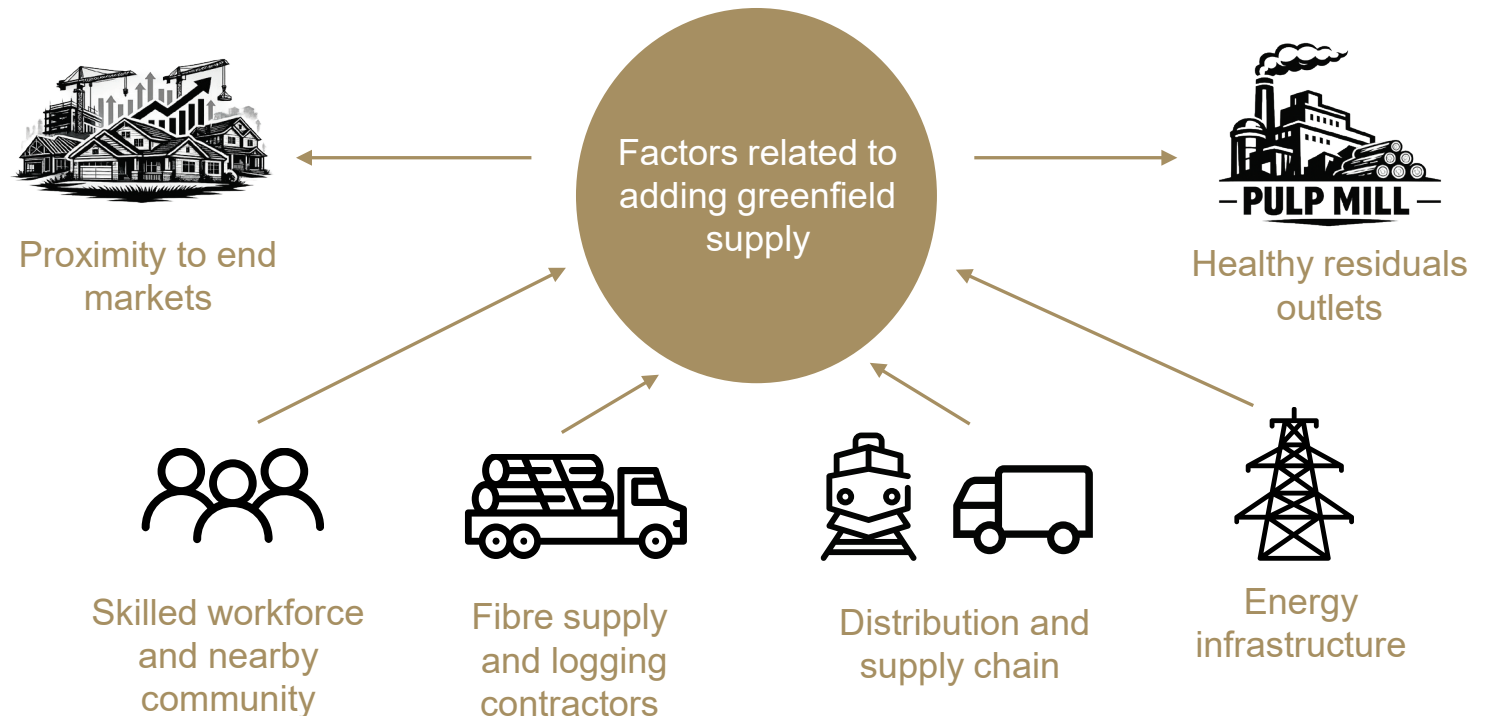 Factors related to
adding greenfield
supply
Proximity to end
markets
PULP MILL
Healthy residuals
outlets
Skilled workforce
and nearby
community
Fibre supply
and logging
contractors
Distribution and
supply chain
Energy
infrastructure